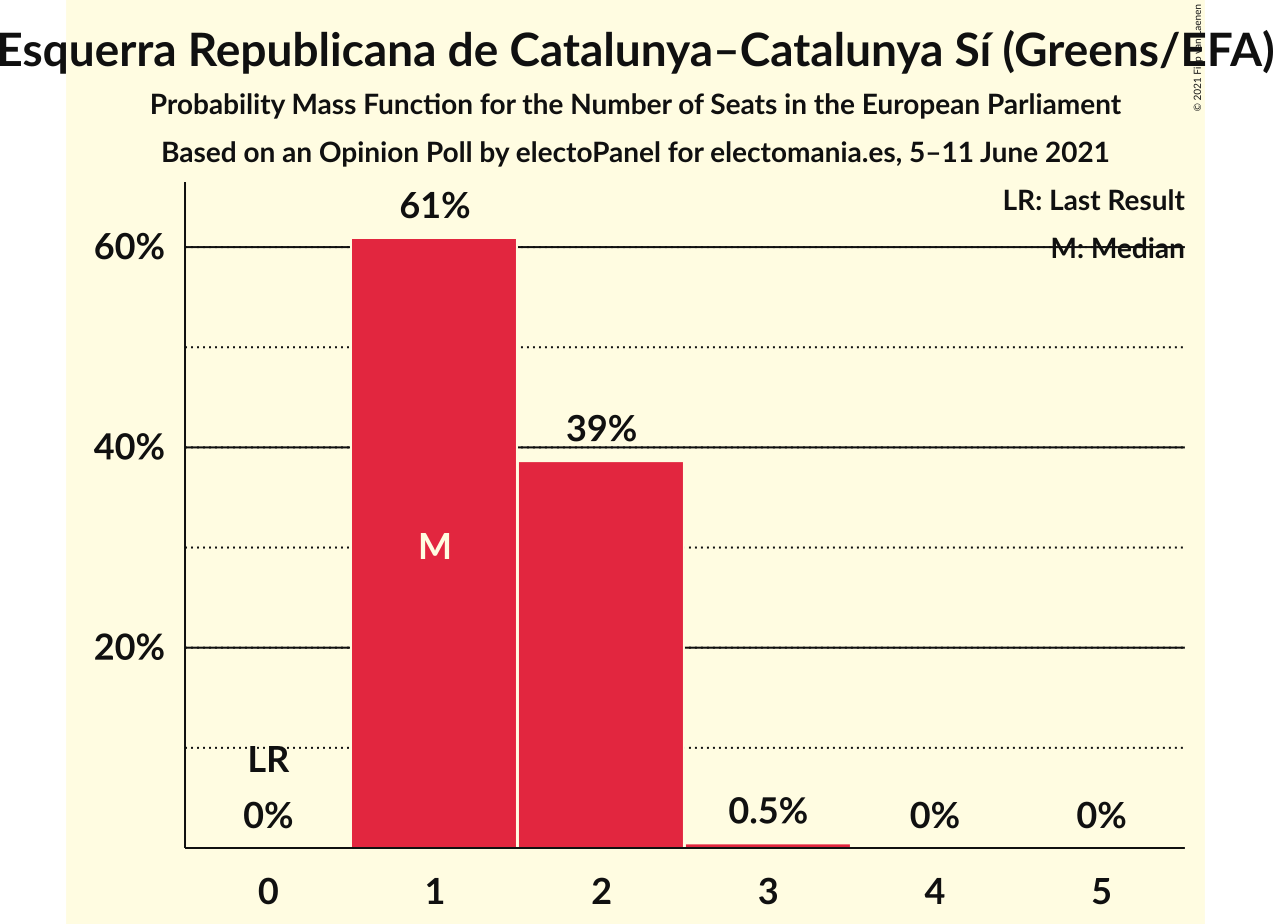 Esquerra Republicana de Catalunya–Catalunya Sí (Greens/EFA)
Probability Mass Function for the Number of Seats in the European Parliament
Based on an Opinion Poll by electoPanel for electomania.es, 5–11 June 2021
© 2021
LR: Last Result
M: Median
61%
60%
39%
40%
M
20%
LR
0%
0.5%
0%
0%
0 1 2 3 4 5